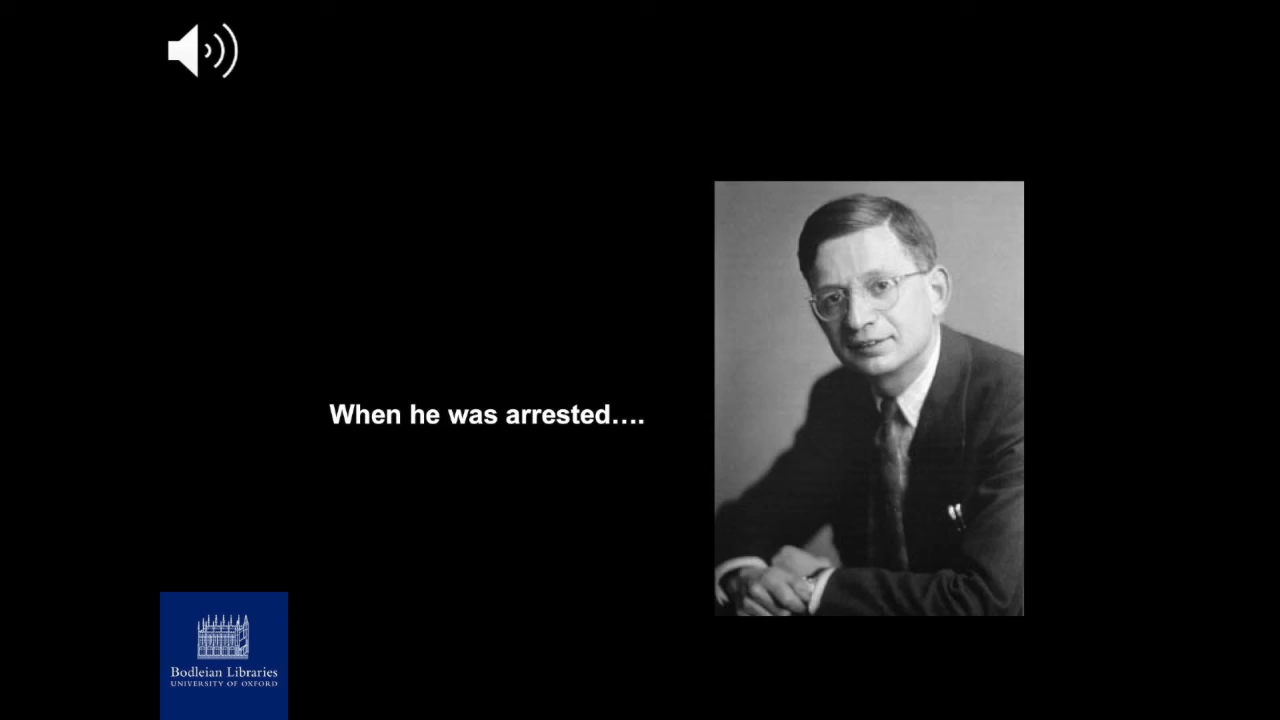 When he was arrested….
Bodleian Libraries
UNIVERSITY OF OXFORD